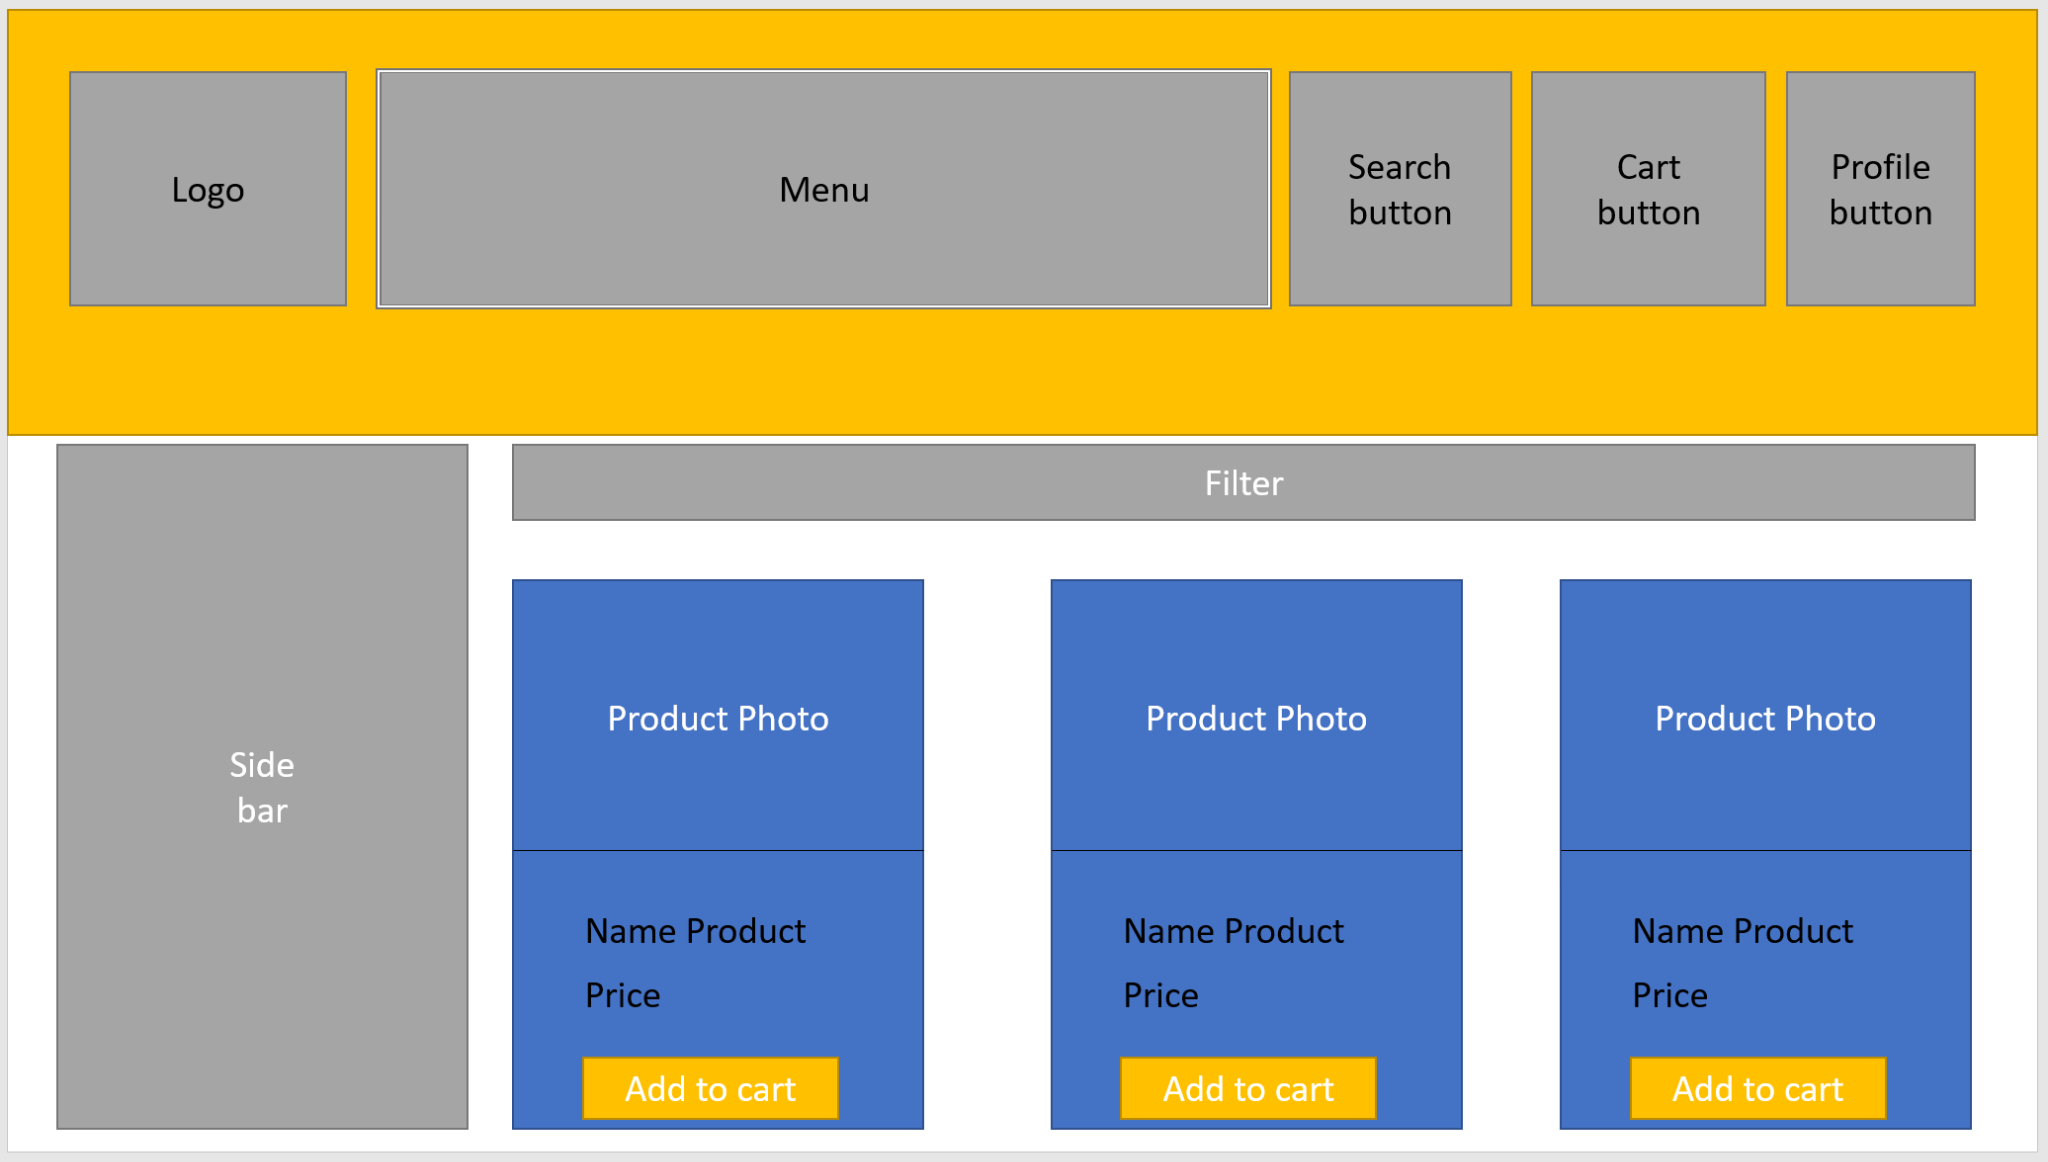 Logo
Menu
Search
button
Cart
button
Profile
button
Filter
Side
bar
Product Photo
Name Product
Price
Add to cart
Product Photo
Name Product
Price
Add to cart
Product Photo
Name Product
Price
Add to cart